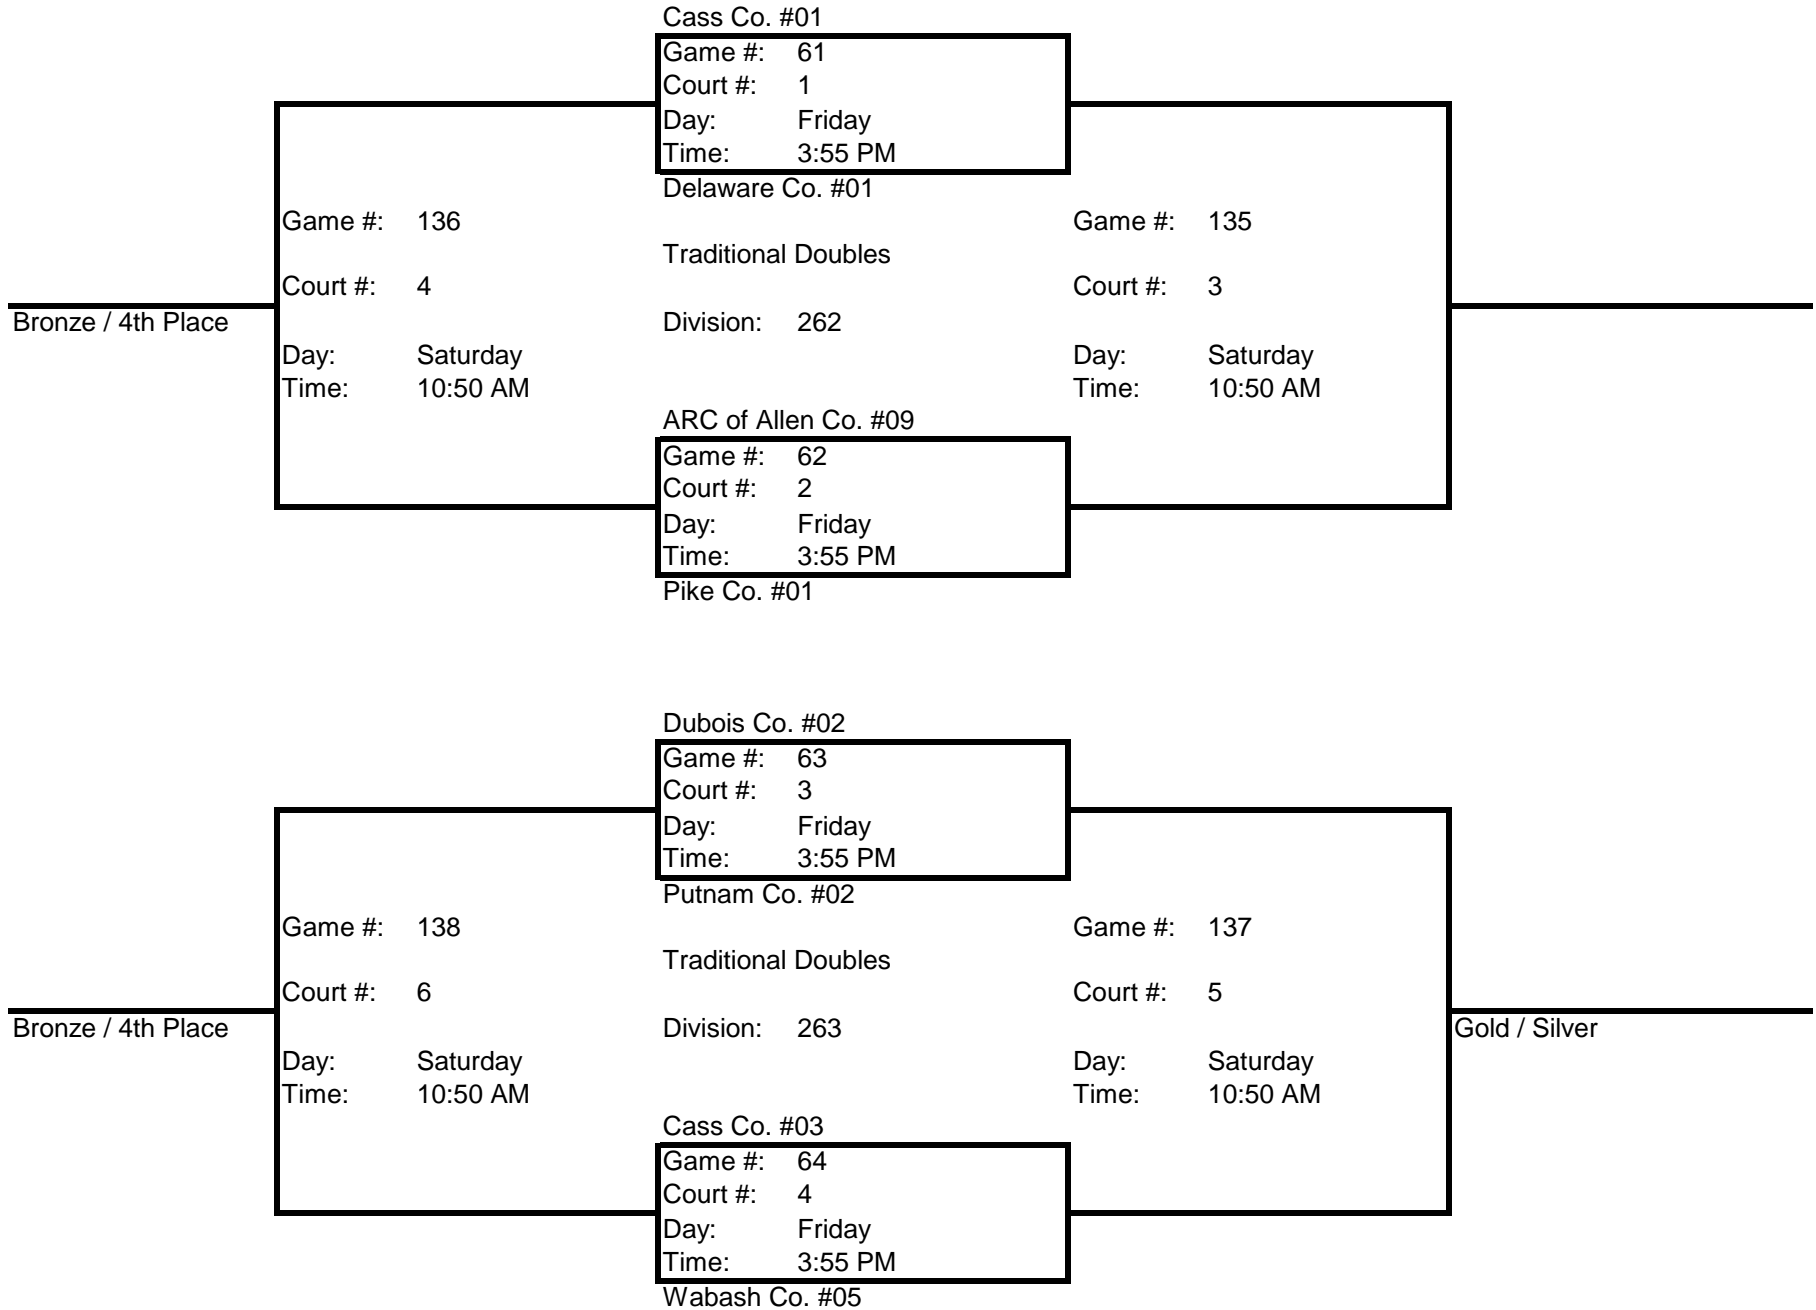 Cass Co. #01
Game #: 61
Court #: 1
Day: Friday
Time: 3:55 PM
Delaware Co. #01
Game #: 136 Game #: 135
Traditional Doubles
Court #: 4 Court #: 3
Bronze / 4th Place Division: 262
Day: Saturday Day: Saturday
Time: 10:50 AM Time: 10:50 AM
ARC of Allen Co. #09
Game #: 62
Court #: 2
Day: Friday
Time: 3:55 PM
Pike Co. #01
Dubois Co. #02
Game #: 63
Court #: 3
Day: Friday
Time: 3:55 PM
Putnam Co. #02
Game #: 138 Game #: 137
Traditional Doubles
Court #: 6 Court #: 5
Bronze / 4th Place Division: 263 Gold / Silver
Day: Saturday Day: Saturday
Time: 10:50 AM Time: 10:50 AM
Cass Co. #03
Game #: 64
Court #: 4
Day: Friday
Time: 3:55 PM
Wabash Co. #05